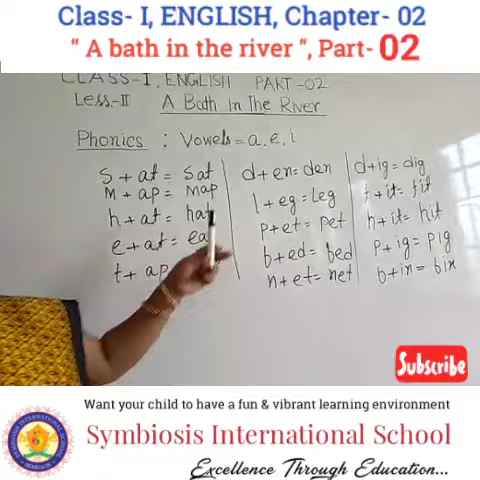 Class- I, ENGLISH, Chapter- 02
" A bath in the river ", Part- 02
CLASS-I, ENGLISH PART-02
Less.-II A Bath In The River
Phonics : Vowels = a, e, i
s + at = sat
m + ap = map
h + at = hat
e + at = ea
t + ap
d + en = den
l + eg = leg
p + et = pet
b + ed = bed
n + et = net
d + ig = dig
f + it = fit
h + it = hit
p + ig = pig
b + in = bin
Subscribe
Want your child to have a fun & vibrant learning environment
Symbiosis International School
Excellence Through Education...